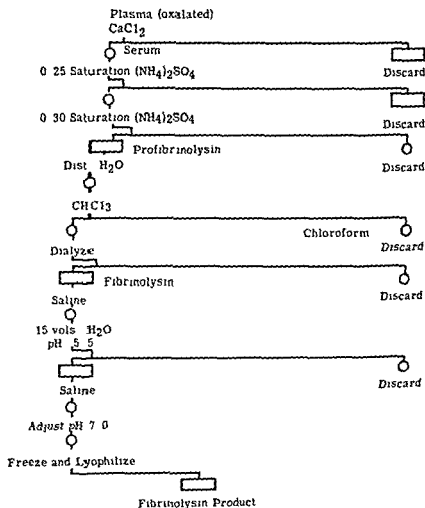 Plasma (oxalated)
CaCl2
Serum
0 25 Saturation (NH4)2SO4
Discard
0 30 Saturation (NH4)2SO4
Discard
Profibrinolysin
Dist H2O
Discard
CHCl3
Chloroform
Discard
Dialyze
Fibrinolysin
Discard
Saline
15 vols H2O
pH 5 5
Saline
Discard
Adjust pH 7 0
Freeze and Lyophilize
Fibrinolysin Product